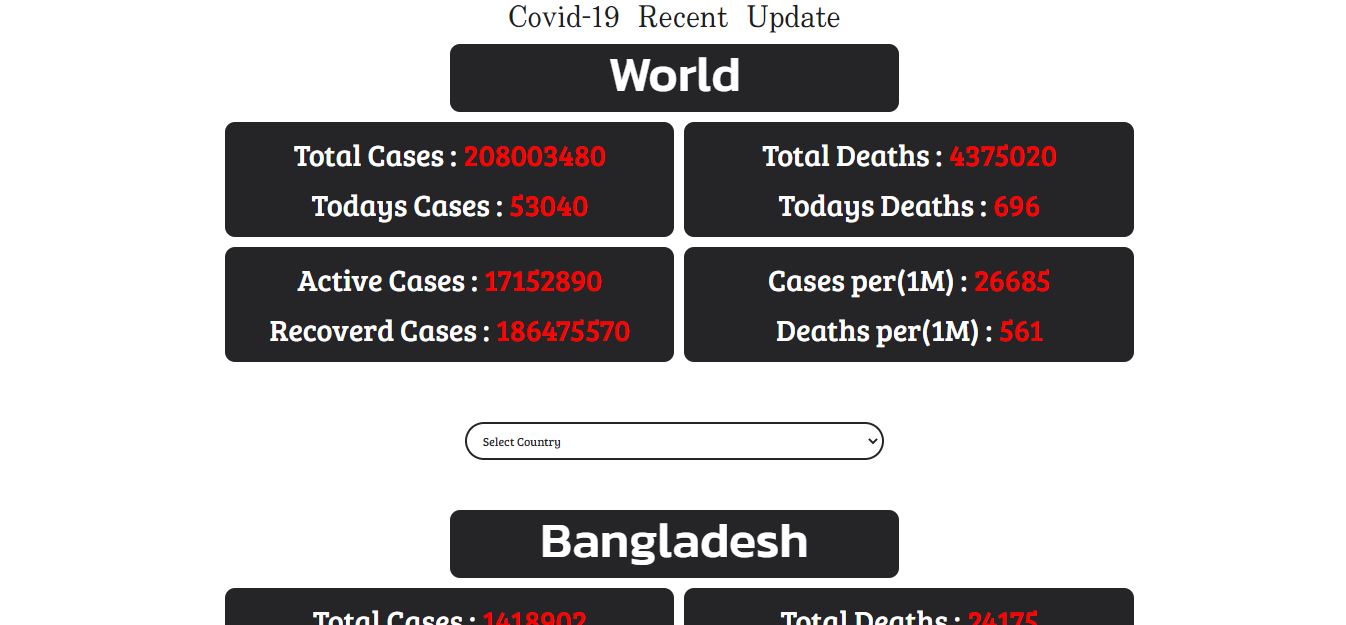 Covid-19 Recent Update
World
Total Cases : 208003480
Todays Cases : 53040
Total Deaths : 4375020
Todays Deaths : 696
Active Cases : 17152890
Recoverd Cases : 186475570
Cases per(1M) : 26685
Deaths per(1M) : 561
Select Country
Bangladesh
Total Cases : 1418902
Total Deaths : 24175